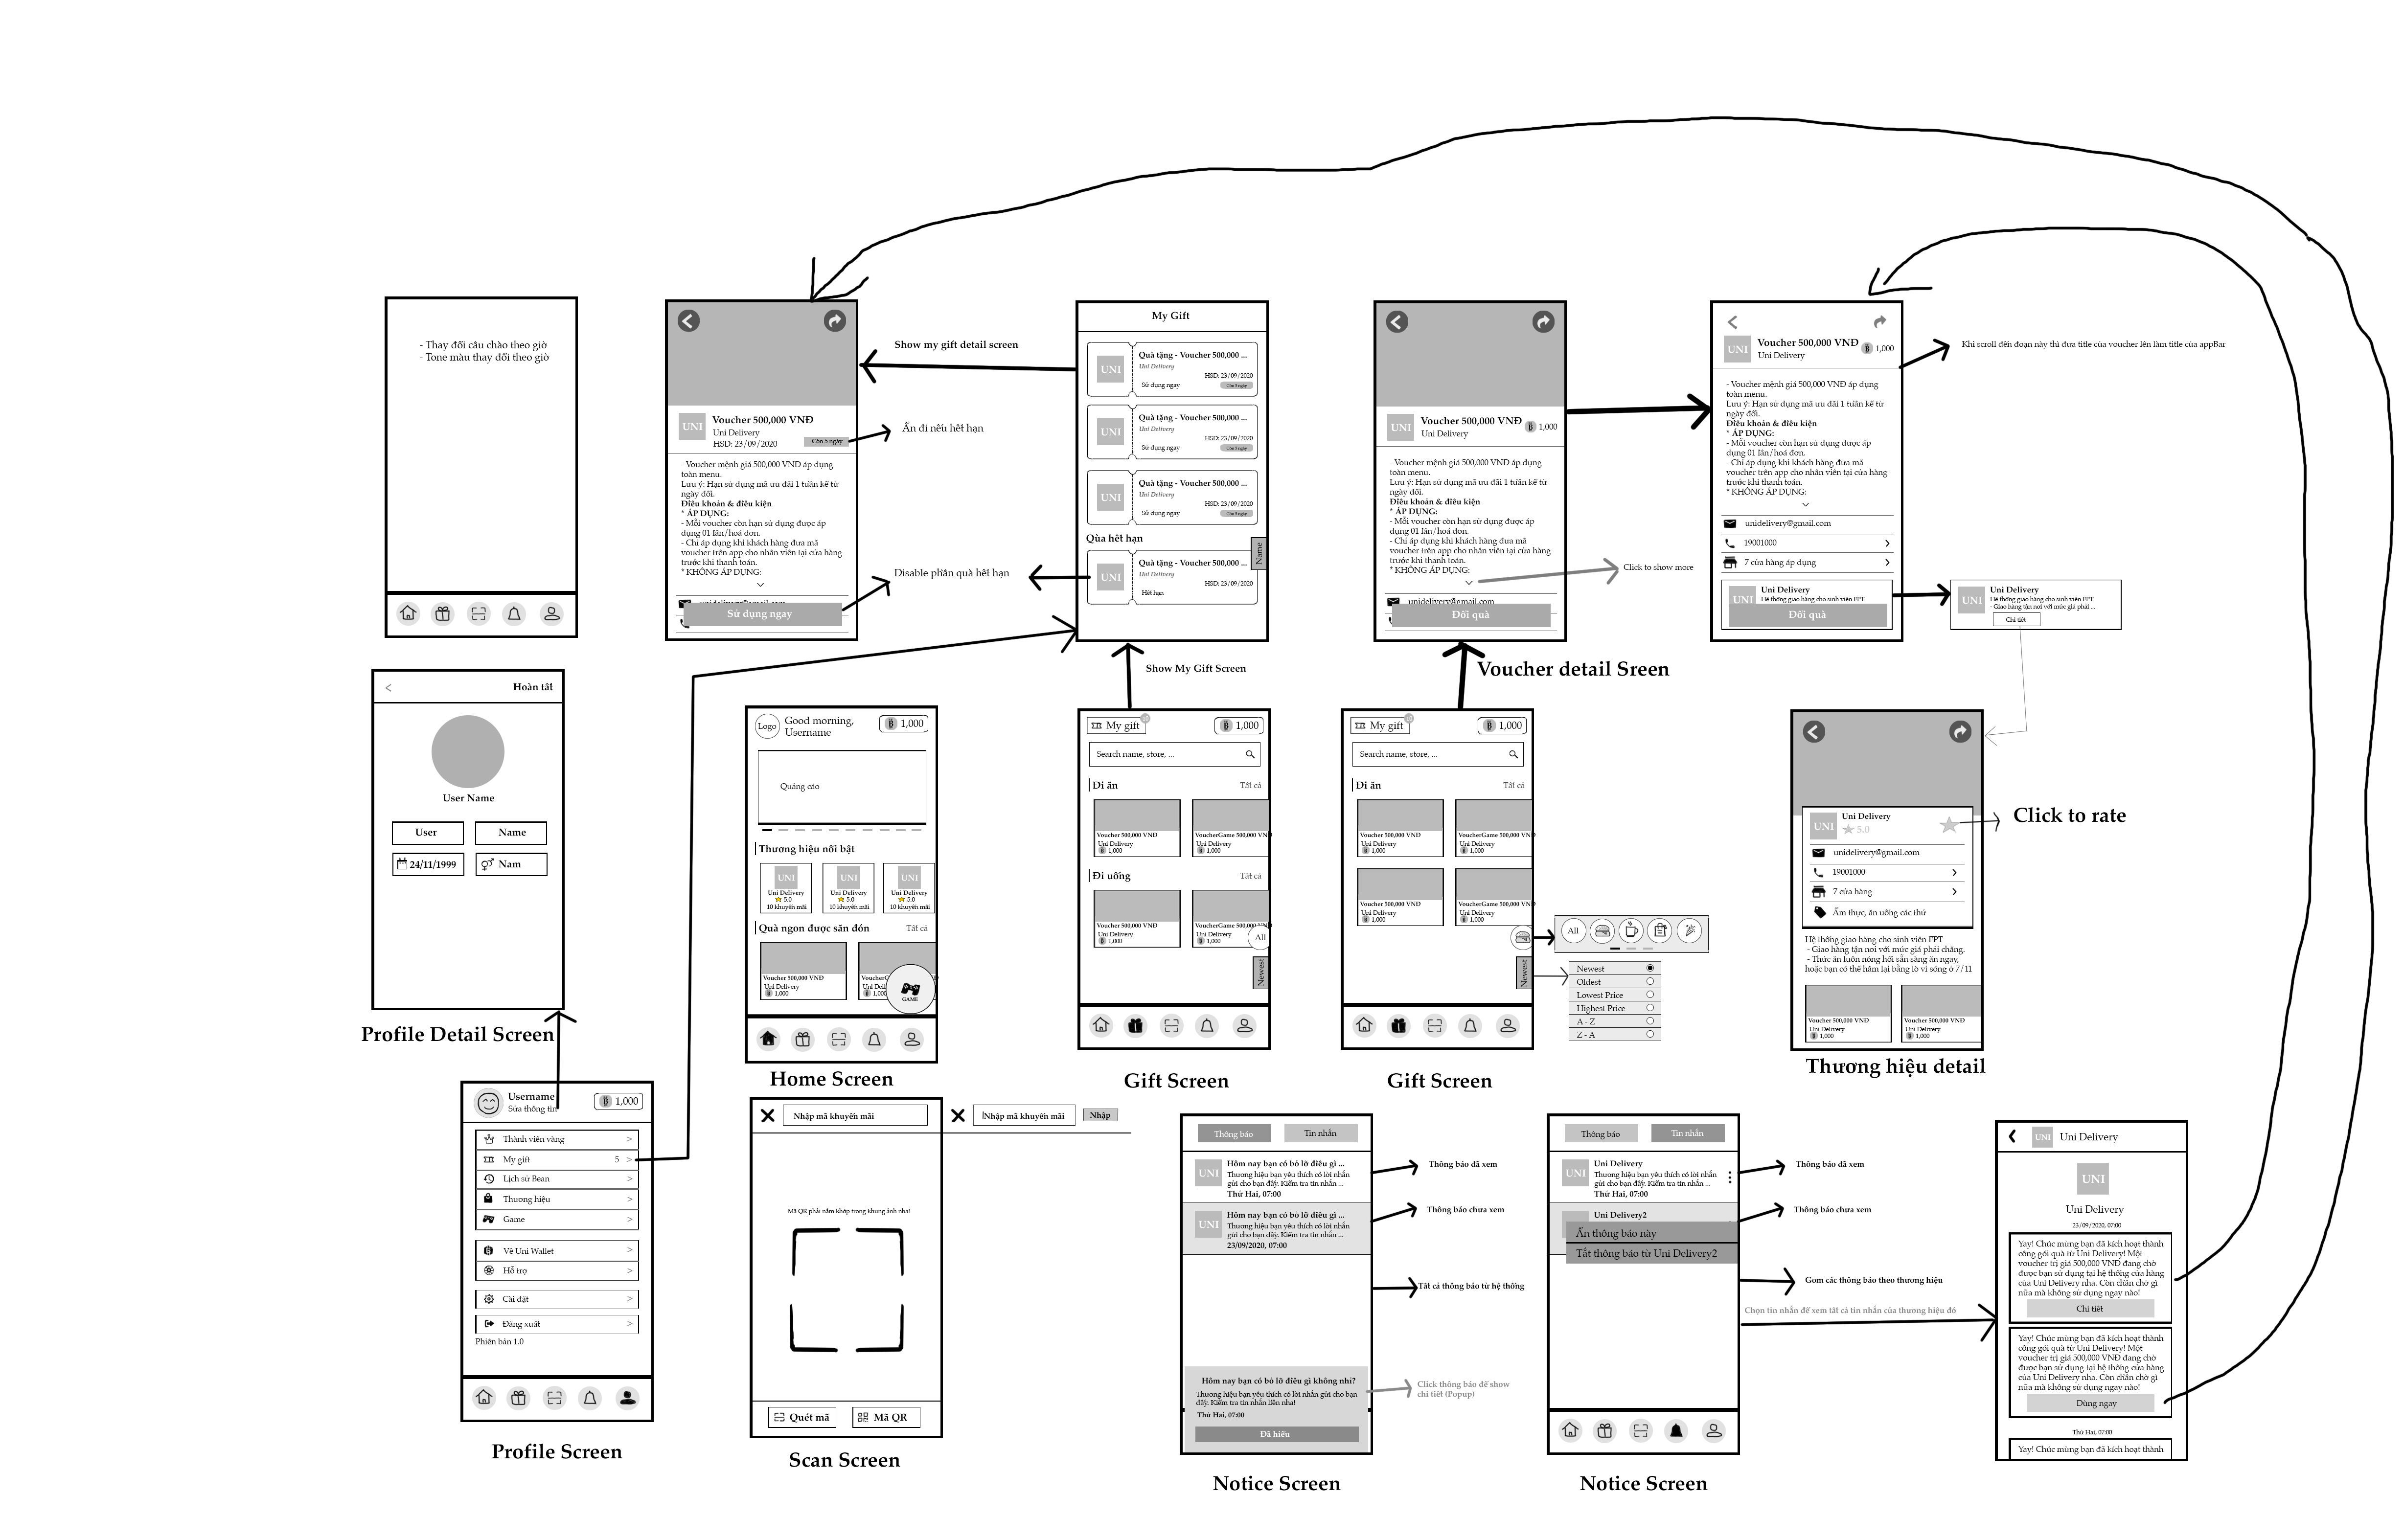 - Thay đổi câu chào theo giờ
- Tone màu thay đổi theo giờ
Voucher 500,000 VNĐ
UNI
Uni Delivery
HSD: 23/09/2020
Còn 5 ngày
- Voucher mệnh giá 500,000 VNĐ áp dụng
toàn menu.
Lưu ý: Hạn sử dụng mã ưu đãi 1 tuần kể từ
ngày đổi.
Điều khoản & điều kiện
* ÁP DỤNG:
- Mỗi voucher còn hạn sử dụng được áp
dụng 01 lần/hoá đơn.
- Chỉ áp dụng khi khách hàng đưa mã
voucher trên app cho nhân viên tại cửa hàng
trước khi thanh toán.
* KHÔNG ÁP DỤNG:
unidelivery@gmail.com
Sử dụng ngay
Show my gift detail screen
Ẩn đi nếu hết hạn
Disable phần quà hết hạn
My Gift
Quà tặng - Voucher 500,000 ...
Uni Delivery
UNI
HSD: 23/09/2020
Sử dụng ngay
Còn 5 ngày
Quà tặng - Voucher 500,000 ...
Uni Delivery
UNI
HSD: 23/09/2020
Sử dụng ngay
Còn 5 ngày
Quà tặng - Voucher 500,000 ...
Uni Delivery
UNI
HSD: 23/09/2020
Sử dụng ngay
Còn 5 ngày
Qùa hết hạn
Name
Quà tặng - Voucher 500,000 ...
Uni Delivery
UNI
HSD: 23/09/2020
Hết hạn
Show My Gift Screen
UNI
Voucher 500,000 VNĐ
1,000
Uni Delivery
- Voucher mệnh giá 500,000 VNĐ áp dụng
toàn menu.
Lưu ý: Hạn sử dụng mã ưu đãi 1 tuần kể từ
ngày đổi.
Điều khoản & điều kiện
* ÁP DỤNG:
- Mỗi voucher còn hạn sử dụng được áp
dụng 01 lần/hoá đơn.
- Chỉ áp dụng khi khách hàng đưa mã
voucher trên app cho nhân viên tại cửa hàng
trước khi thanh toán.
* KHÔNG ÁP DỤNG:
unidelivery@gmail.com
Đổi quà
Click to show more
Voucher detail Sreen
UNI
Voucher 500,000 VNĐ
1,000
Uni Delivery
- Voucher mệnh giá 500,000 VNĐ áp dụng
toàn menu.
Lưu ý: Hạn sử dụng mã ưu đãi 1 tuần kể từ
ngày đổi.
Điều khoản & điều kiện
* ÁP DỤNG:
- Mỗi voucher còn hạn sử dụng được áp
dụng 01 lần/hoá đơn.
- Chỉ áp dụng khi khách hàng đưa mã
voucher trên app cho nhân viên tại cửa hàng
trước khi thanh toán.
* KHÔNG ÁP DỤNG:
unidelivery@gmail.com
19001000
7 cửa hàng áp dụng
Uni Delivery
UNI
Hệ thống giao hàng cho sinh viên FPT
Đổi quà
Khi scroll đến đoạn này thì đưa title của voucher lên làm title của appBar
Uni Delivery
UNI
Hệ thống giao hàng cho sinh viên FPT
- Giao hàng tận nơi với mức giá phải ...
Chi tiết
< Hoàn tất
User Name
User
Name
24/11/1999
Nam
Profile Detail Screen
Logo
Good morning,
Username
1,000
Quảng cáo
Thương hiệu nổi bật
UNI UNI UNI
Uni Delivery Uni Delivery Uni Delivery
5.0 5.0 5.0
10 khuyến mãi 10 khuyến mãi 10 khuyến mãi
Quà ngon được săn đón Tất cả
Voucher 500,000 VNĐ Voucher
Uni Delivery Uni Deli
1,000 1,000
GAME
Home Screen
My gift
10
1,000
Search name, store, ...
Đi ăn Tất cả
Voucher 500,000 VNĐ VoucherGame 500,000 VNĐ
Uni Delivery Uni Delivery
1,000 1,000
Đi uống Tất cả
Voucher 500,000 VNĐ VoucherGame 500,000 VNĐ
Uni Delivery Uni Delivery
1,000 1,000
All
Newest
Gift Screen
My gift
10
1,000
Search name, store, ...
Đi ăn Tất cả
Voucher 500,000 VNĐ VoucherGame 500,000 VNĐ
Uni Delivery Uni Delivery
1,000 1,000
Voucher 500,000 VNĐ VoucherGame 500,000 VNĐ
Uni Delivery Uni Delivery
1,000 1,000
Newest
Gift Screen
All
Newest
Oldest
Lowest Price
Highest Price
A - Z
Z - A
Uni Delivery
UNI
5.0
unidelivery@gmail.com
19001000
7 cửa hàng
Ẩm thực, ăn uống các thứ
Hệ thống giao hàng cho sinh viên FPT
- Giao hàng tận nơi với mức giá phải chăng.
- Thức ăn luôn nóng hổi sẵn sàng ăn ngay,
hoặc bạn có thể hâm lại bằng lò vi sóng ở 7/11
Voucher 500,000 VNĐ Voucher 500,000 VNĐ
Uni Delivery Uni Delivery
1,000 1,000
Click to rate
Thương hiệu detail
Username
Sửa thông tin
1,000
Thành viên vàng >
My gift 5 >
Lịch sử Bean >
Thương hiệu >
Game >
Về Uni Wallet >
Hỗ trợ >
Cài đặt >
Đăng xuất >
Phiên bản 1.0
Profile Screen
Nhập mã khuyến mãi
|Nhập mã khuyến mãi
Nhập
Mã QR phải nằm khớp trong khung ảnh nha!
Quét mã
Mã QR
Scan Screen
Thông báo Tin nhắn
Hôm nay bạn có bỏ lỡ điều gì ...
UNI
Thương hiệu bạn yêu thích có lời nhắn
gửi cho bạn đấy. Kiểm tra tin nhắn ...
Thứ Hai, 07:00
Hôm nay bạn có bỏ lỡ điều gì ...
UNI
Thương hiệu bạn yêu thích có lời nhắn
gửi cho bạn đấy. Kiểm tra tin nhắn ...
23/09/2020, 07:00
Hôm nay bạn có bỏ lỡ điều gì không nhỉ?
Thương hiệu bạn yêu thích có lời nhắn gửi cho bạn
đấy. Kiểm tra tin nhắn liền nha!
Thứ Hai, 07:00
Đã hiểu
Thông báo đã xem
Thông báo chưa xem
Tất cả thông báo từ hệ thống
Click thông báo để show
chi tiết (Popup)
Notice Screen
Thông báo Tin nhắn
Uni Delivery
UNI
Thương hiệu bạn yêu thích có lời nhắn
gửi cho bạn đấy. Kiểm tra tin nhắn ...
Thứ Hai, 07:00
Uni Delivery2
Ẩn thông báo này
Tắt thông báo từ Uni Delivery2
Thông báo đã xem
Thông báo chưa xem
Gom các thông báo theo thương hiệu
Chọn tin nhắn để xem tất cả tin nhắn của thương hiệu đó
Notice Screen
UNI
Uni Delivery
UNI
Uni Delivery
23/09/2020, 07:00
Yay! Chúc mừng bạn đã kích hoạt thành
công gói quà từ Uni Delivery! Một
voucher trị giá 500,000 VNĐ đang chờ
được bạn sử dụng tại hệ thống cửa hàng
của Uni Delivery nha. Còn chần chờ gì
nữa mà không sử dụng ngay nào!
Chi tiết
Yay! Chúc mừng bạn đã kích hoạt thành
công gói quà từ Uni Delivery! Một
voucher trị giá 500,000 VNĐ đang chờ
được bạn sử dụng tại hệ thống cửa hàng
của Uni Delivery nha. Còn chần chờ gì
nữa mà không sử dụng ngay nào!
Dùng ngay
Thứ Hai, 07:00
Yay! Chúc mừng bạn đã kích hoạt thành